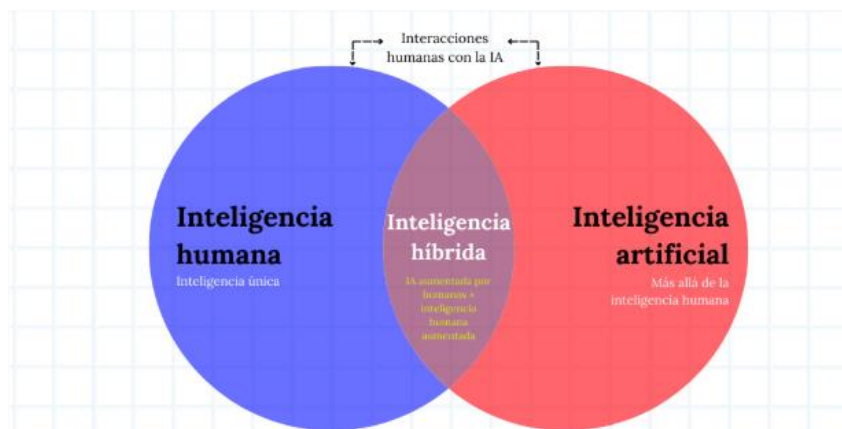 Interacciones
humanas con la IA
Inteligencia
humana
Inteligencia única
Inteligencia
híbrida
IA aumentada por
humanos +
inteligencia
humana
aumentada
Inteligencia
artificial
Más allá de la
inteligencia humana